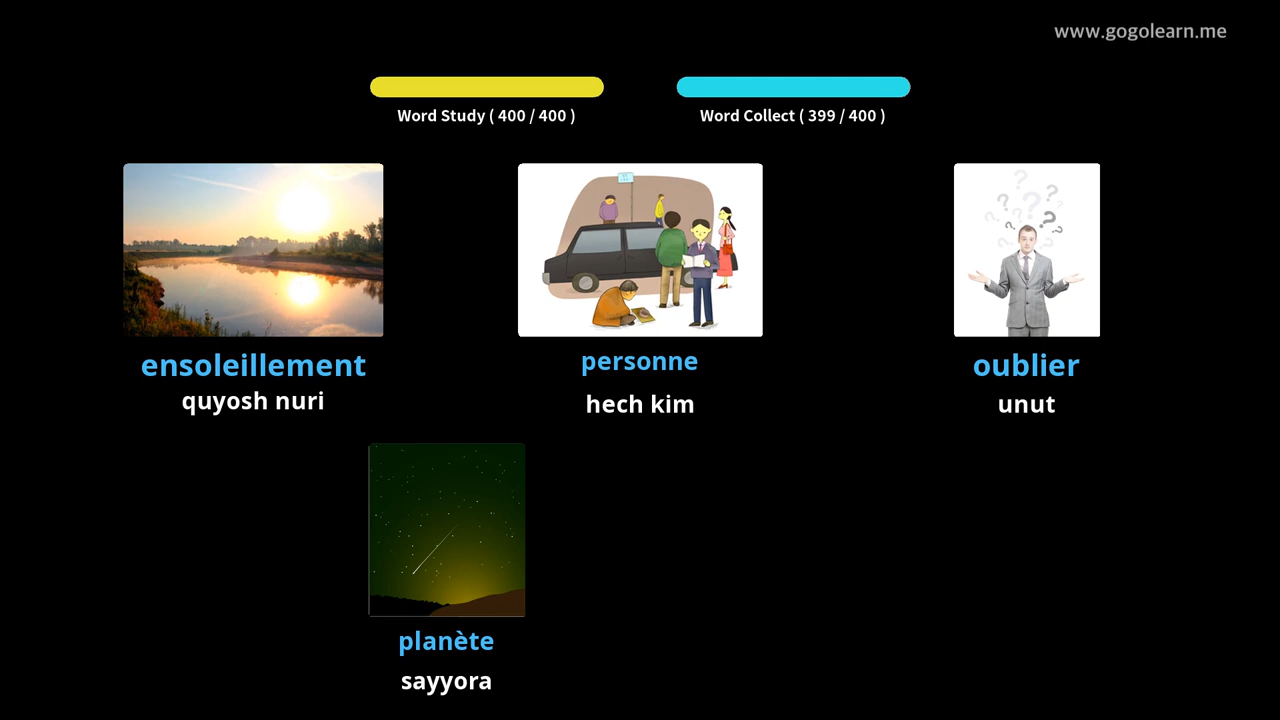 www.gogolearn.me
Word Study ( 400 / 400 )
Word Collect ( 399 / 400 )
ensoleillement
quyosh nuri
personne
hech kim
oublier
unut
planète
sayyora